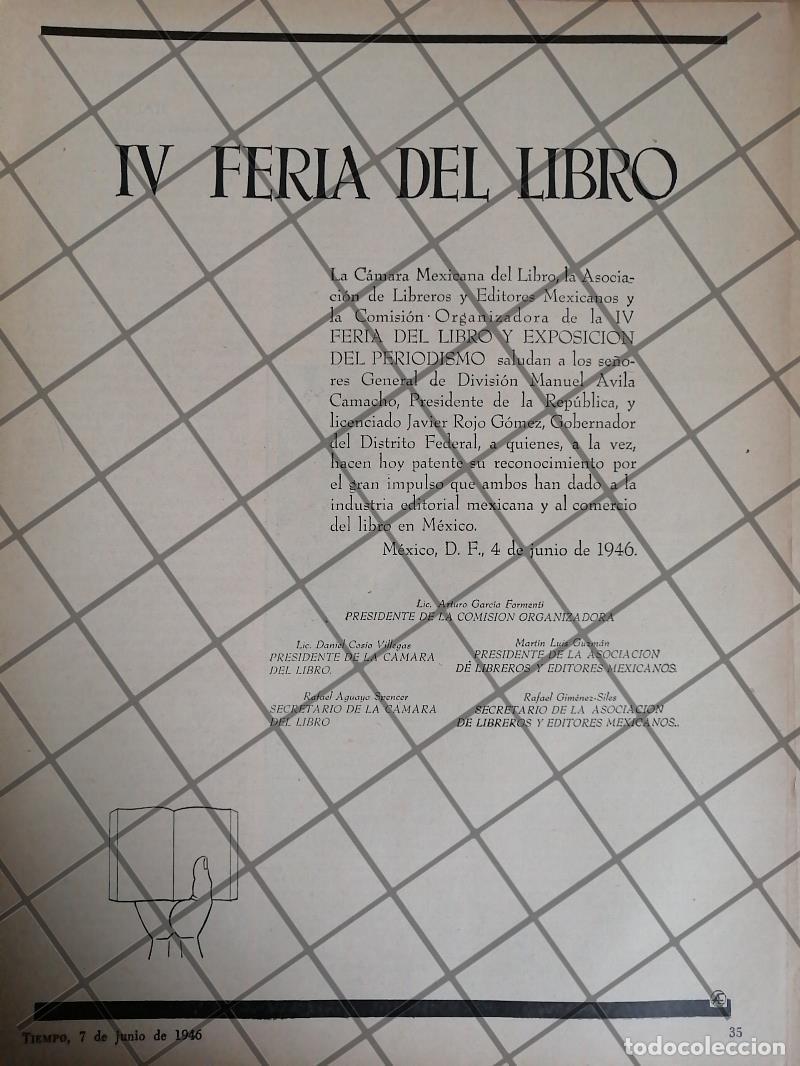 IV FERIA DEL LIBRO
La Cámara Mexicana del Libro, la Asocia-
ción de Libreros y Editores Mexicanos y
la Comisión Organizadora de la IV
FERIA DEL LIBRO Y EXPOSICION
DEL PERIODISMO saludan a los seño-
res General de División Manuel Avila
Camacho, Presidente de la República, y
licenciado Javier Rojo Gómez, Gobernador
del Distrito Federal, a quienes, a la vez,
hacen hoy patente su reconocimiento por
el gran impulso que ambos han dado a la
industria editorial mexicana y al comercio
del libro en México.
México, D. F., 4 de junio de 1946.
Lic. Arturo García Formenti
PRESIDENTE DE LA COMISION ORGANIZADORA
Lic. Daniel Cosío Villegas
PRESIDENTE DE LA CAMARA
DEL LIBRO.
Martín Luis Guzmán
PRESIDENTE DE LA ASOCIACION
DE LIBREROS Y EDITORES MEXICANOS.
Rafael Aguayo Spencer
SECRETARIO DE LA CAMARA
DEL LIBRO
Rafael Giménez-Siles
SECRETARIO DE LA ASOCIACION
DE LIBREROS Y EDITORES MEXICANOS..
TIEMPO, 7 de junio de 1946
35
todocoleccion